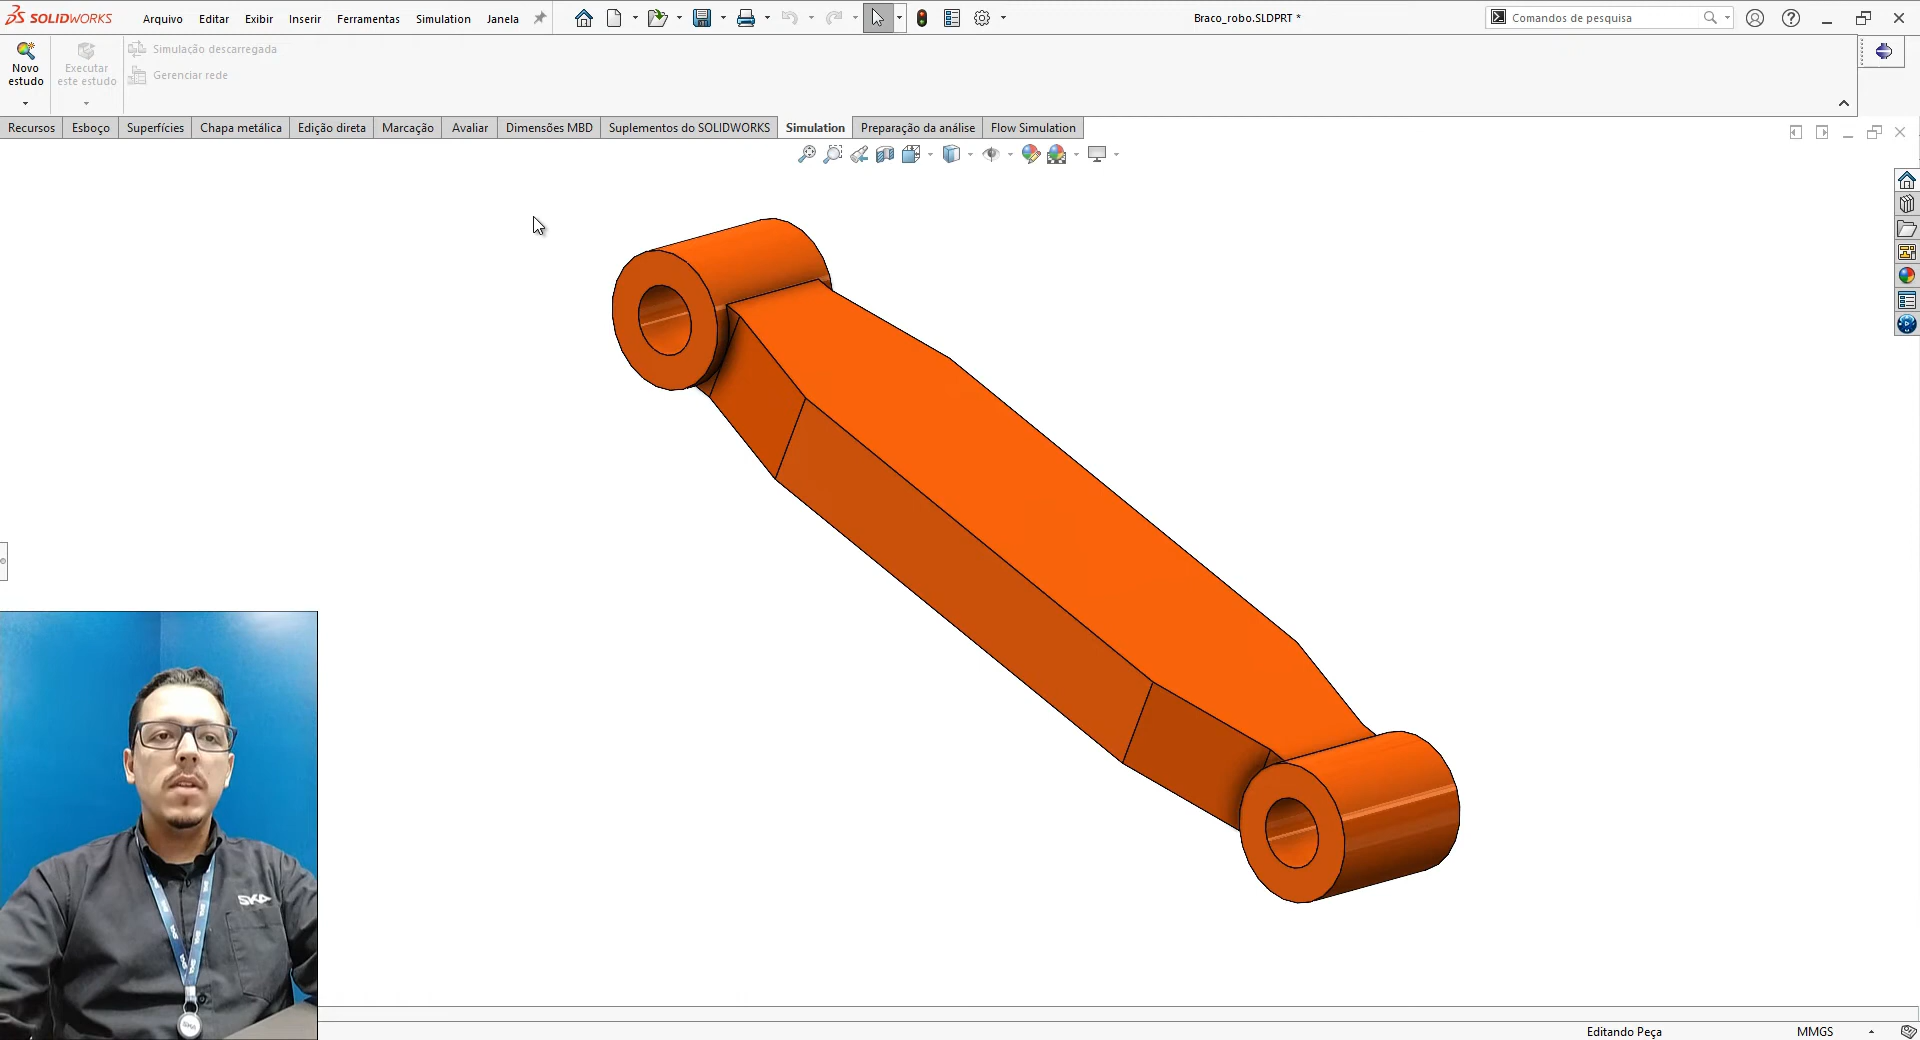 SOLIDWORKS
Arquivo Editar Exibir Inserir Ferramentas Simulation Janela
Braco_robo.SLDPRT *
Comandos de pesquisa
Novo estudo
Executar este estudo
Simulação descarregada
Gerenciar rede
Recursos Esboço Superfícies Chapa metálica Edição direta Marcação Avaliar Dimensões MBD Suplementos do SOLIDWORKS Simulation Preparação da análise Flow Simulation
SKA
Editando Peça
MMGS